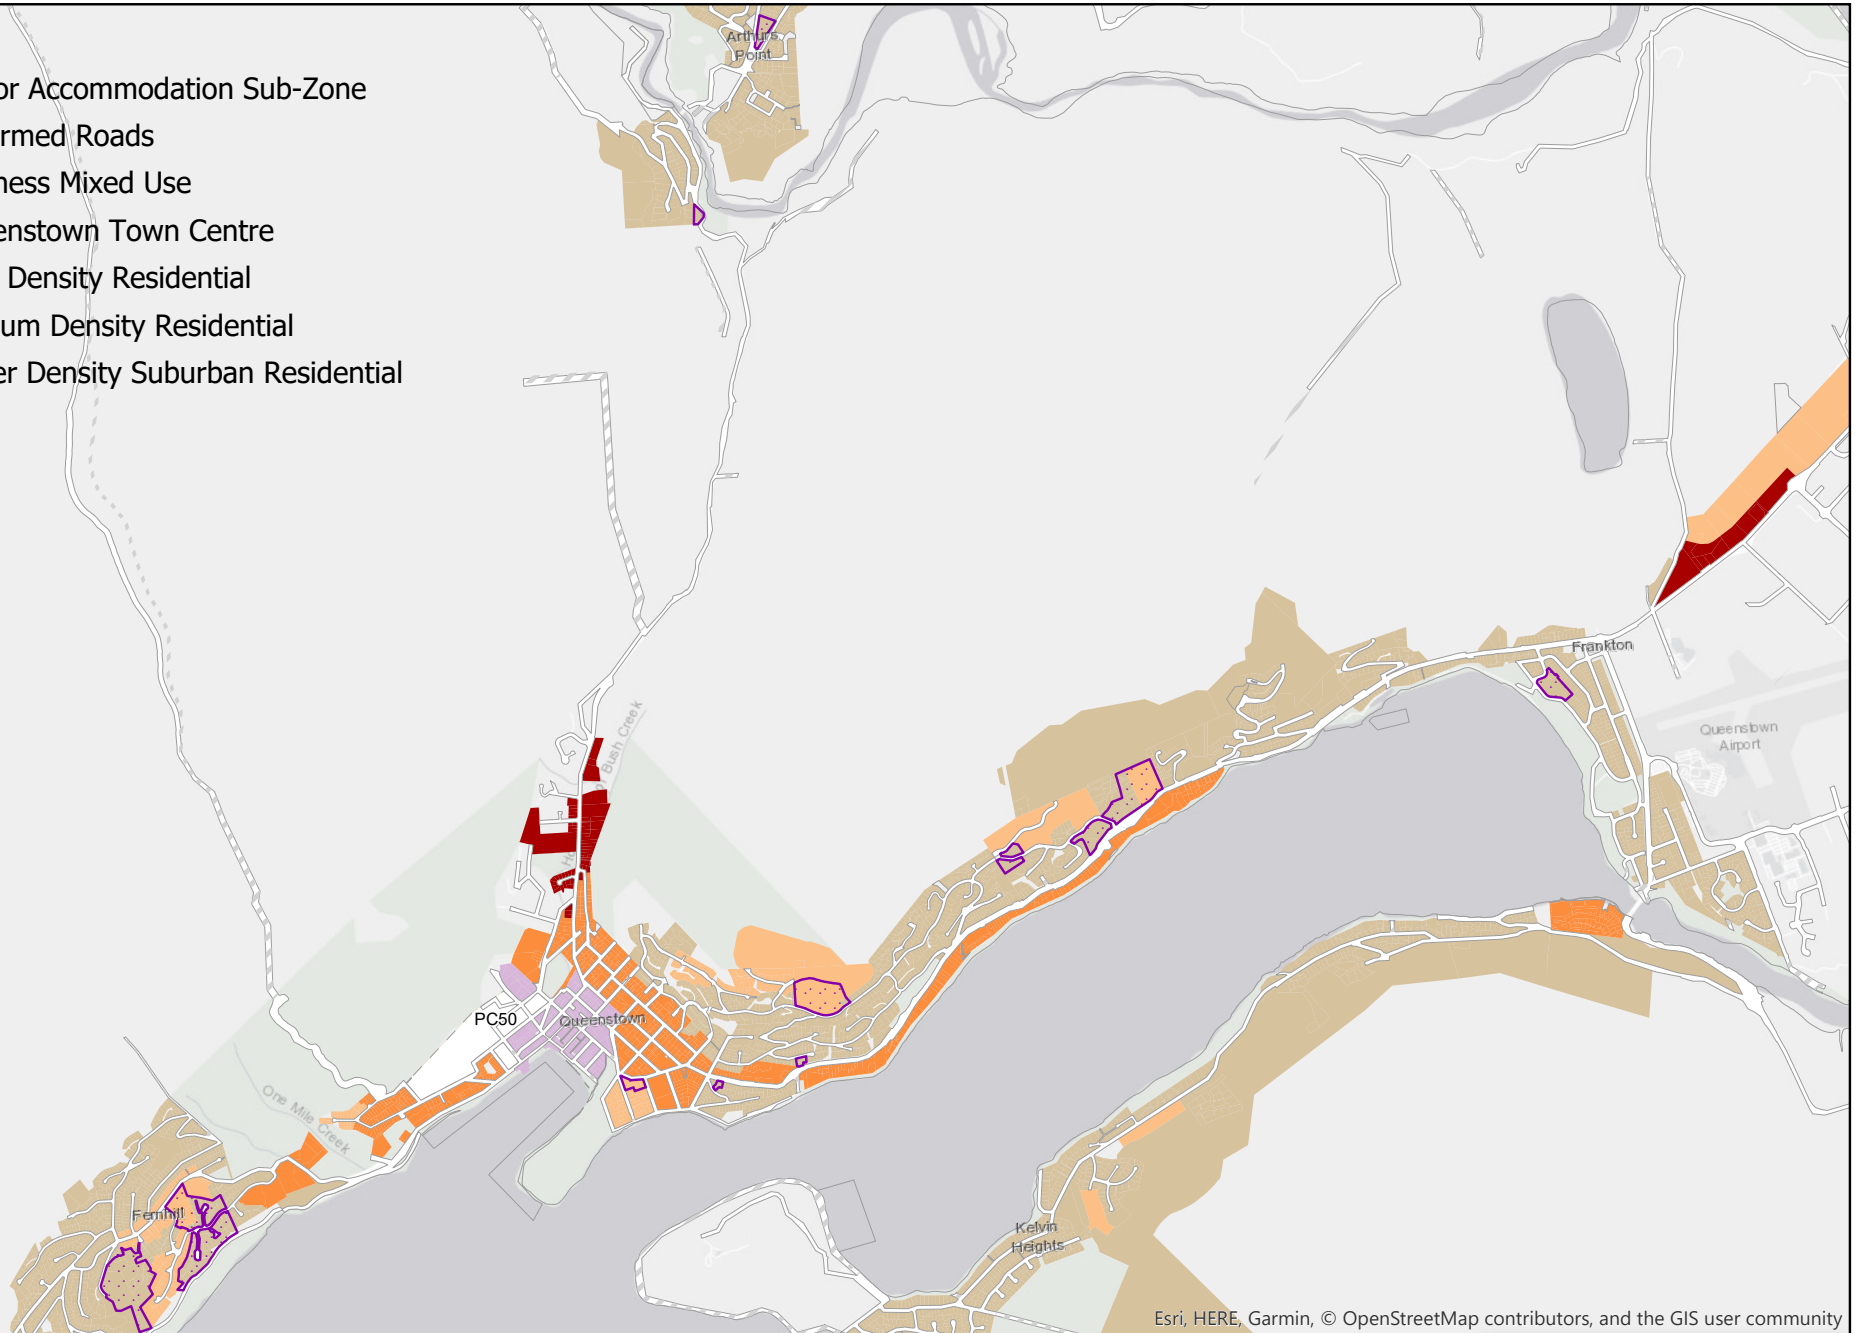 or Accommodation Sub-Zone
rmed Roads
ness Mixed Use
enstown Town Centre
Density Residential
um Density Residential
er Density Suburban Residential
Arthurs
Point
Bush Creek
Frankton
Queenstown
Airport
PC50
Queenstown
One Mile Creek
Fernhill
Kelvin
Heights
Esri, HERE, Garmin, © OpenStreetMap contributors, and the GIS user community